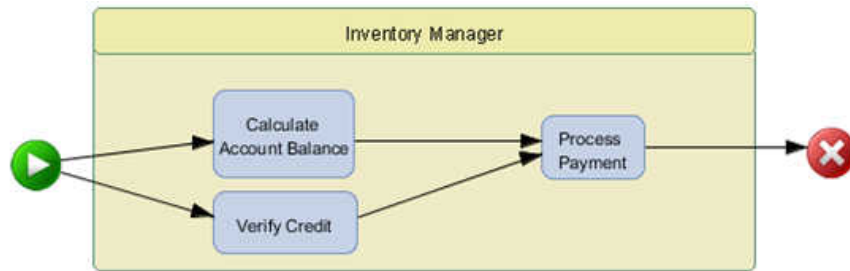 Inventory Manager
Calculate
Account Balance
Process
Payment
Verify Credit